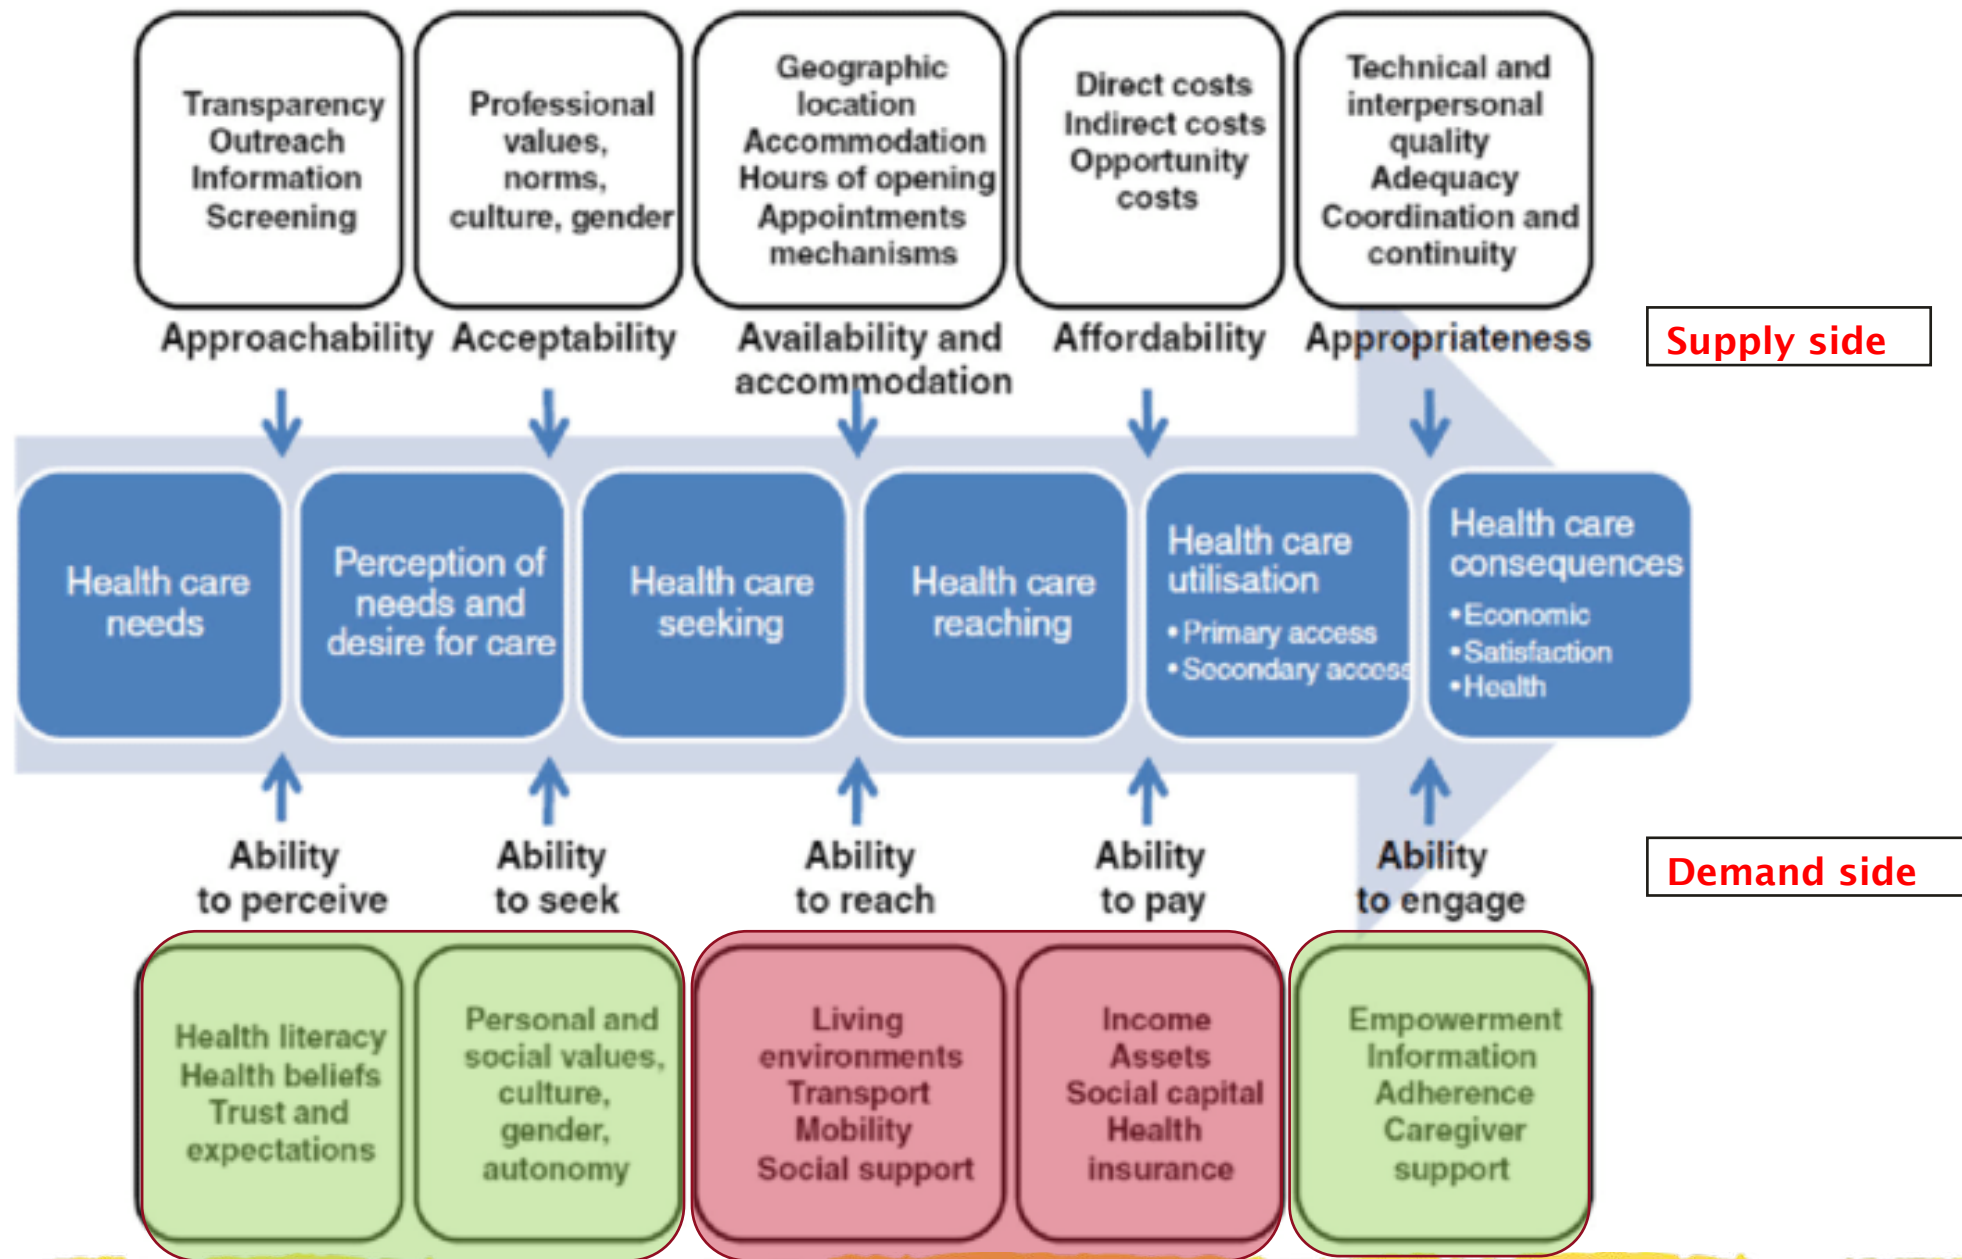 Transparency
Outreach
Information
Screening
Professional
values,
norms,
culture, gender
Geographic
location
Accommodation
Hours of opening
Appointments
mechanisms
Direct costs
Indirect costs
Opportunity
costs
Technical and
interpersonal
quality
Adequacy
Coordination and
continuity
Approachability
Acceptability
Availability and
accommodation
Affordability
Appropriateness
Supply side
Health care
needs
Perception of
needs and
desire for care
Health care
seeking
Health care
reaching
Health care
utilisation
•Primary access
•Secondary access
Health care
consequences
•Economic
•Satisfaction
•Health
Ability
to perceive
Ability
to seek
Ability
to reach
Ability
to pay
Ability
to engage
Demand side
Health literacy
Health beliefs
Trust and
expectations
Personal and
social values,
culture,
gender,
autonomy
Living
environments
Transport
Mobility
Social support
Income
Assets
Social capital
Health
insurance
Empowerment
Information
Adherence
Caregiver
support